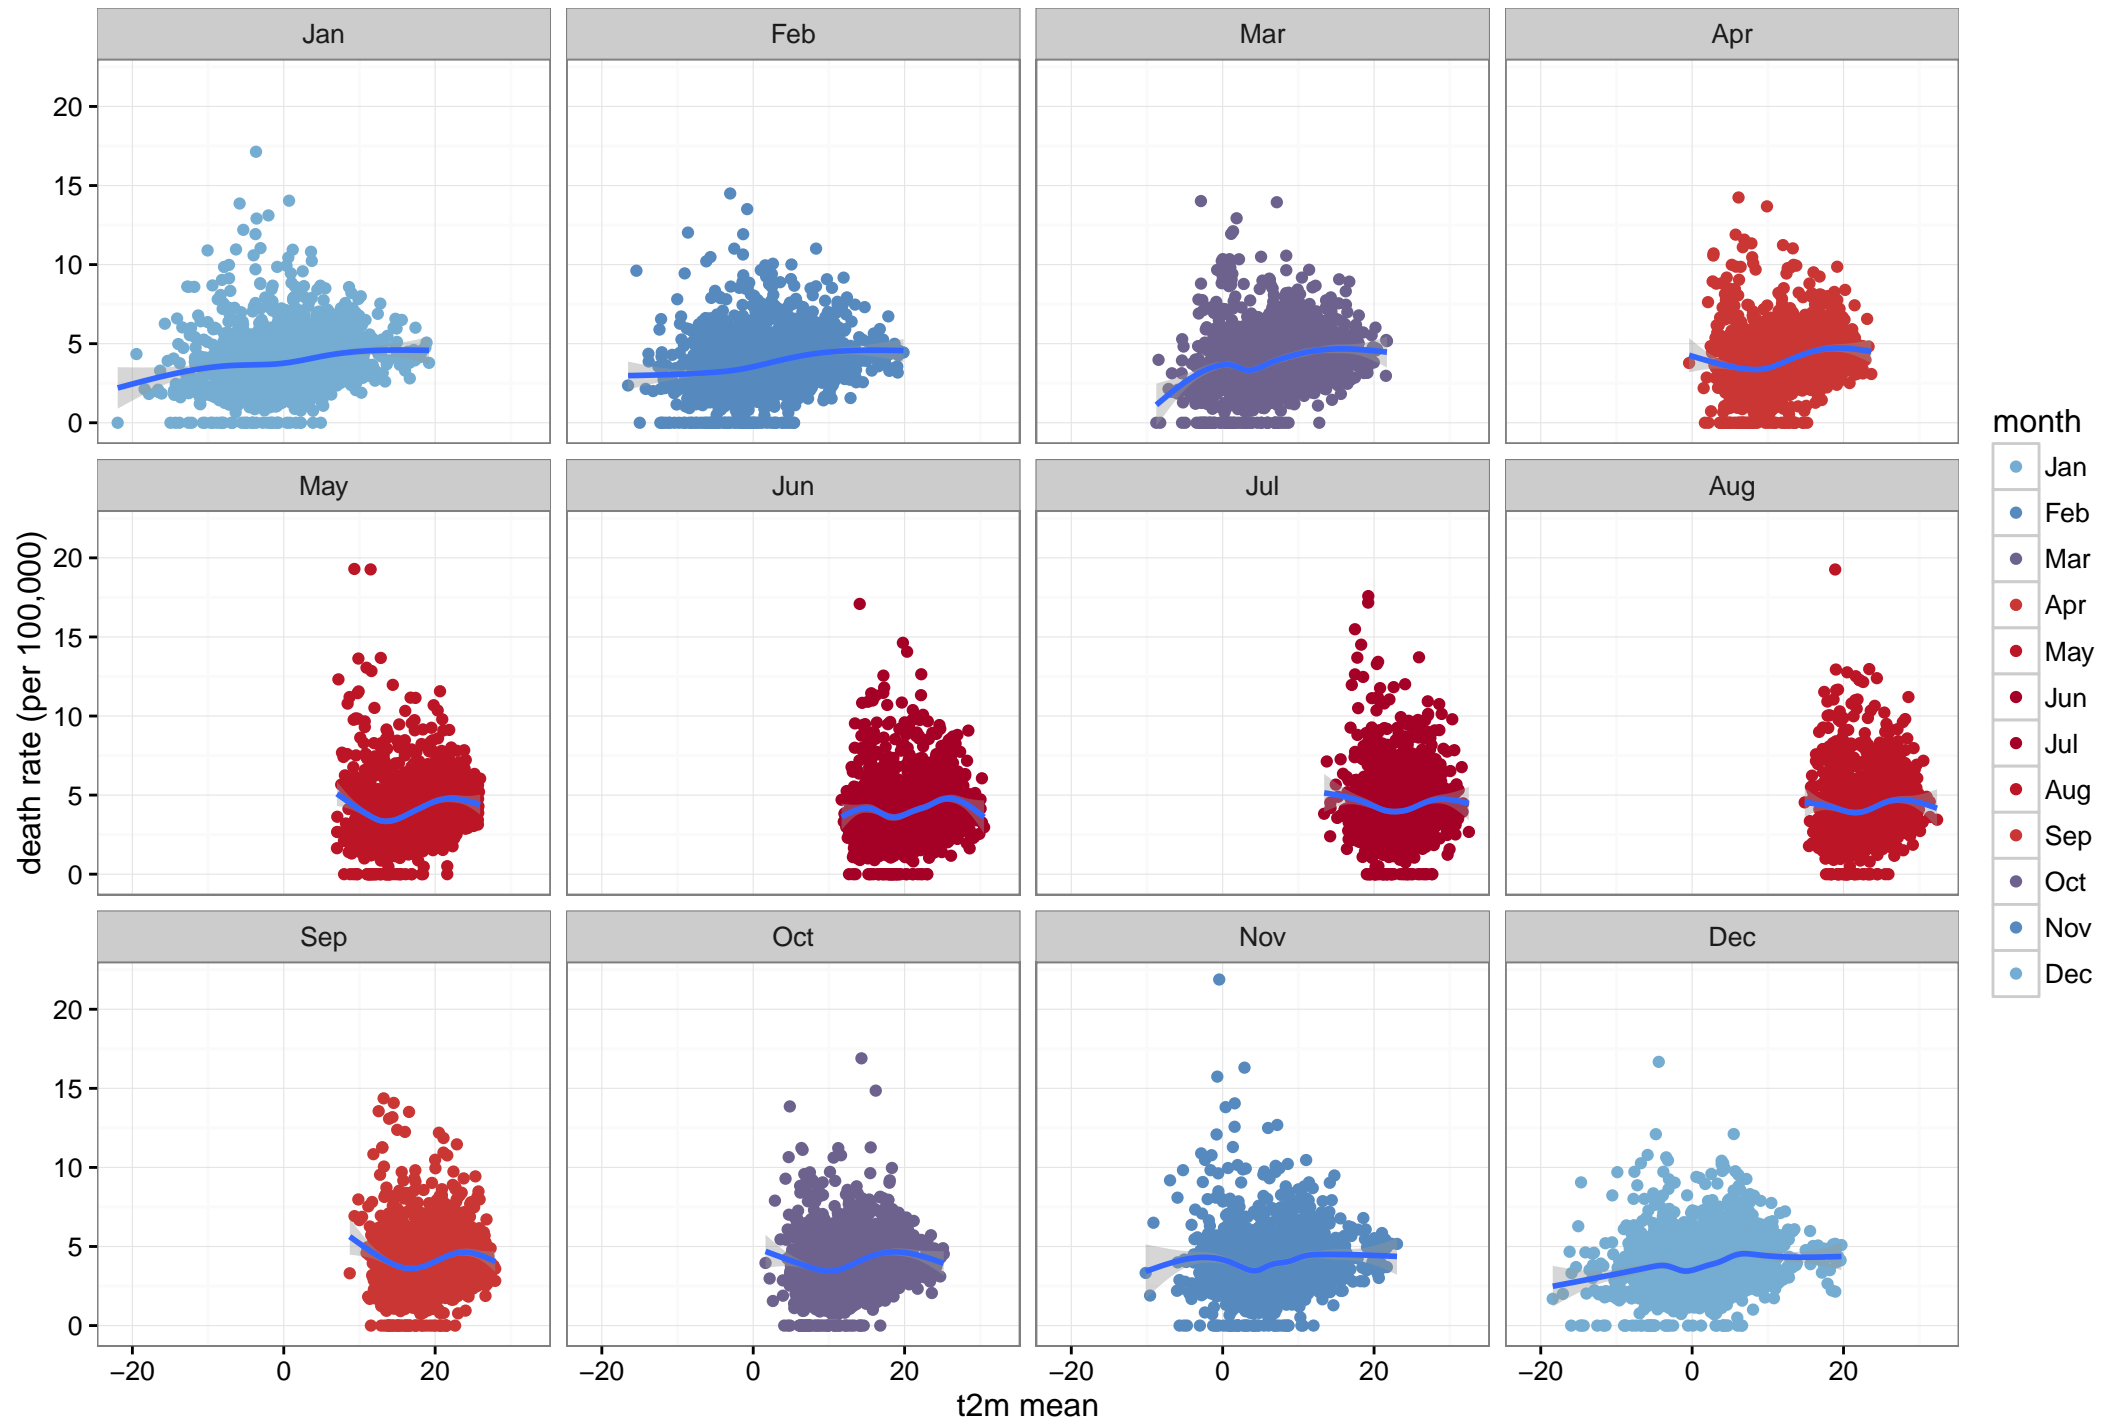 Jan Feb Mar Apr
20
15
10
5
0
May Jun Jul Aug
20
15
10
5
0
Sep Oct Nov Dec
20
15
10
5
0
−20 0 20 −20 0 20 −20 0 20 −20 0 20
t2m mean
death rate (per 100,000)
month
Jan
Feb
Mar
Apr
May
Jun
Jul
Aug
Sep
Oct
Nov
Dec